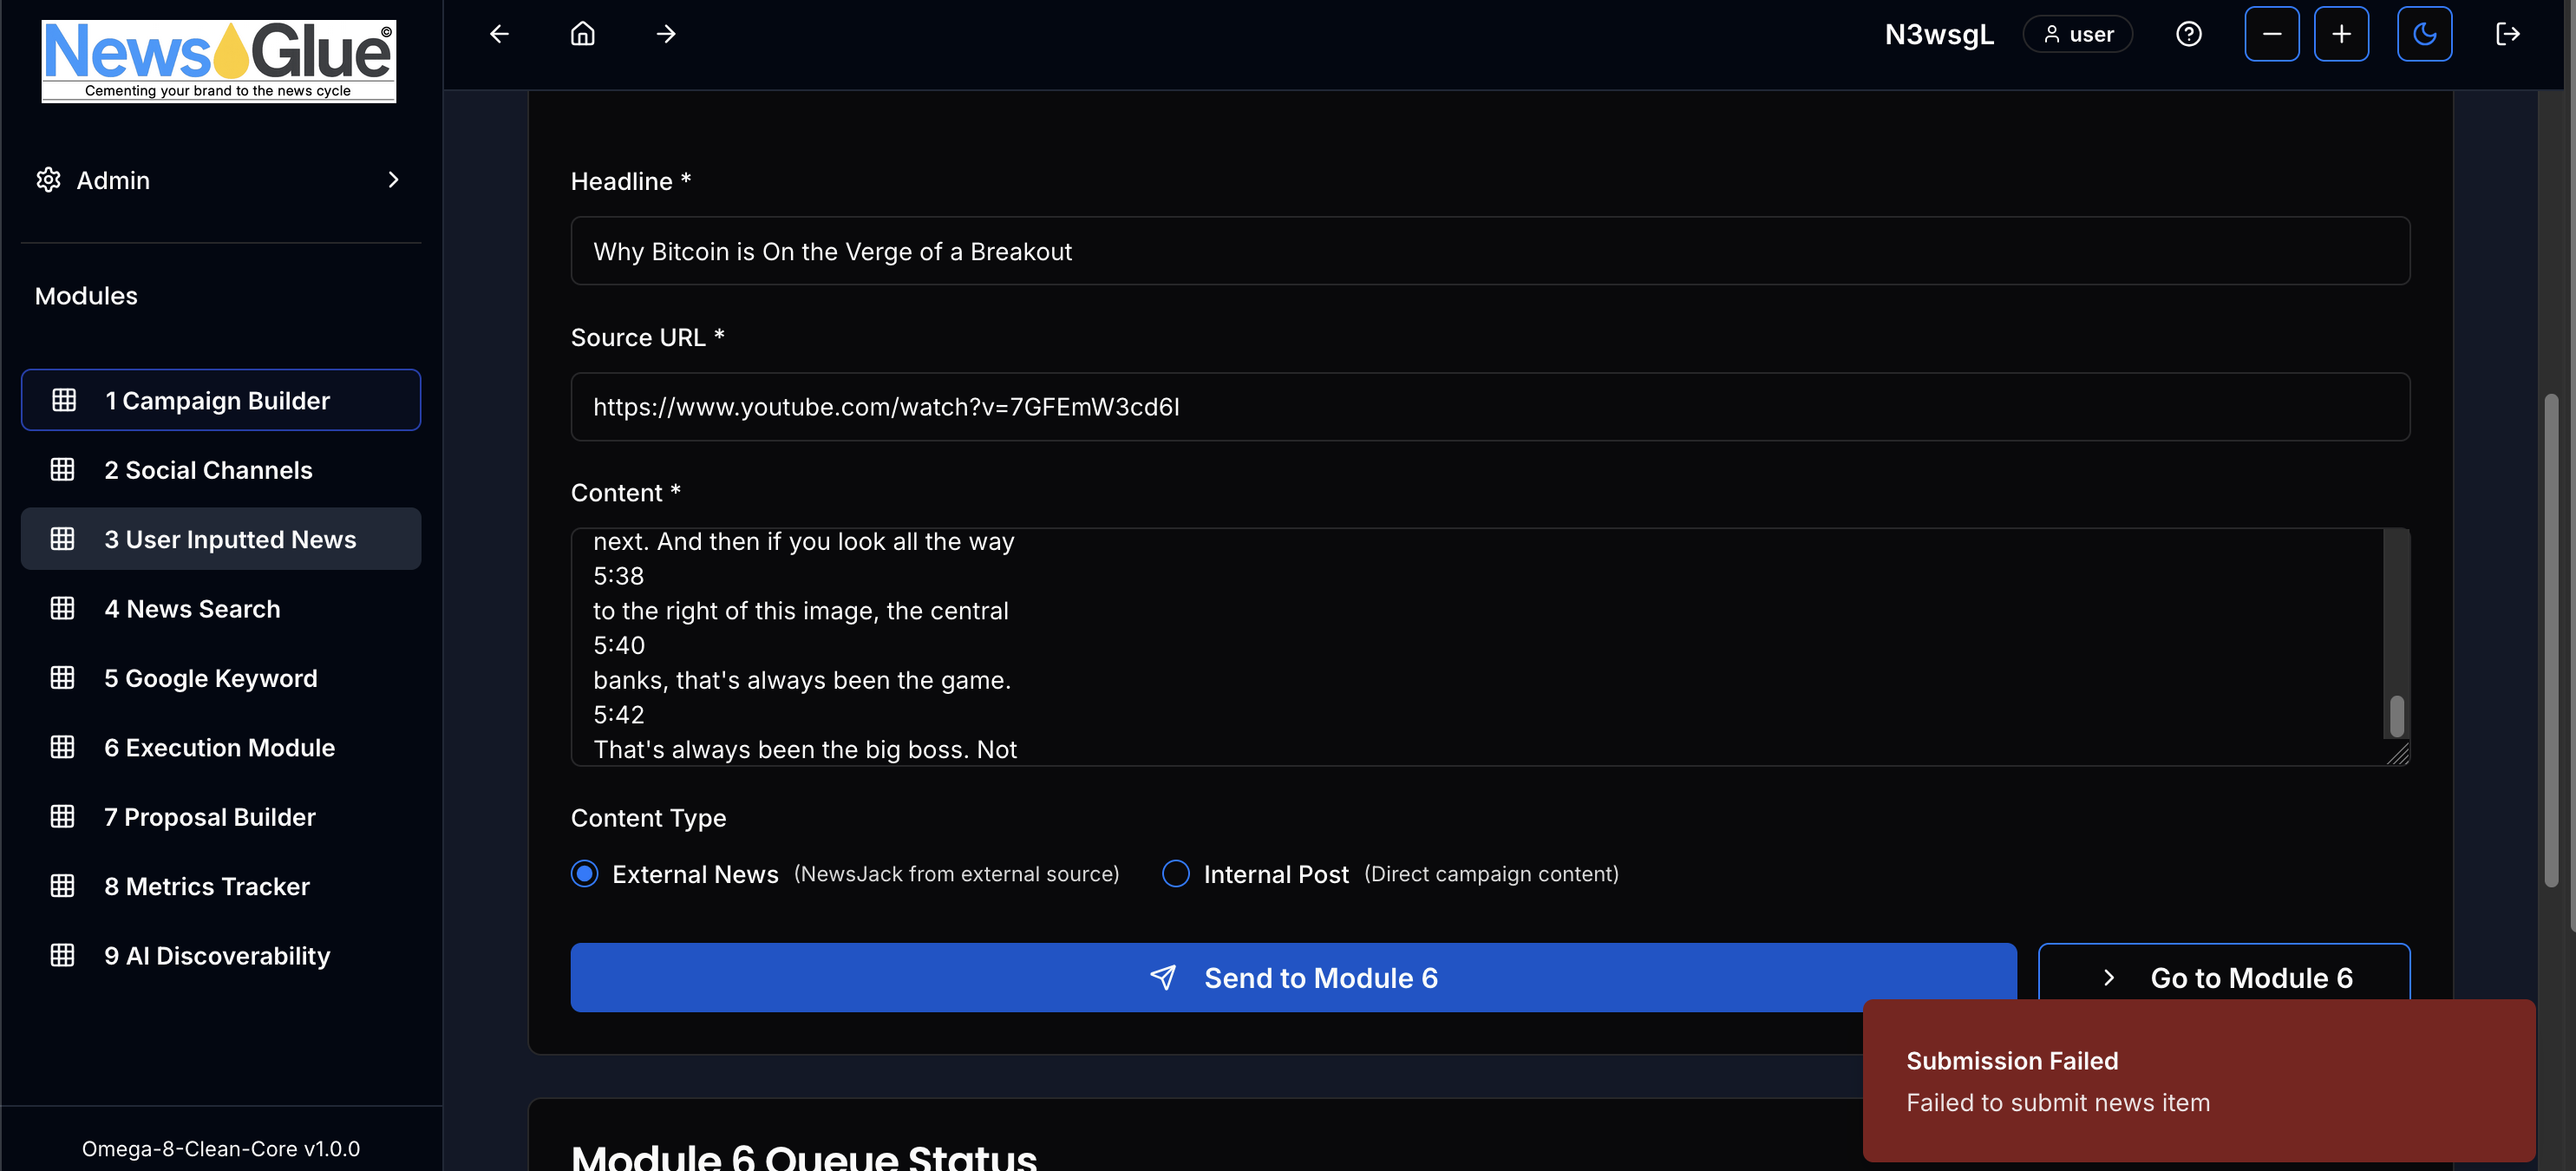 NewsGlue©
Cementing your brand to the news cycle
N3wsgL
user
Admin
Modules
1 Campaign Builder
2 Social Channels
3 User Inputted News
4 News Search
5 Google Keyword
6 Execution Module
7 Proposal Builder
8 Metrics Tracker
9 AI Discoverability
Omega-8-Clean-Core v1.0.0
Headline *
Why Bitcoin is On the Verge of a Breakout
Source URL *
https://www.youtube.com/watch?v=7GFEmW3cd6I
Content *
next. And then if you look all the way
5:38
to the right of this image, the central
5:40
banks, that's always been the game.
5:42
That's always been the big boss. Not
Content Type
External News (NewsJack from external source)
Internal Post (Direct campaign content)
Send to Module 6
Go to Module 6
Submission Failed
Failed to submit news item
Module 6 Queue Status